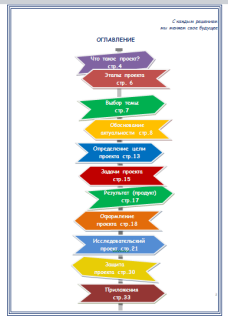 С каждым решением
мы меняем свое будущее
ОГЛАВЛЕНИЕ
Что такое проект?
стр.4
Этапы проекта
стр. 6
Выбор темы
стр.7
Обоснование
актуальности стр.9
Определение цели
проекта стр.13
Задачи проекта
стр.15
Результат (продукт)
стр.17
Оформление
проекта стр.18
Исследовательский
проект стр.21
Защита
проекта стр.30
Приложения
стр.33